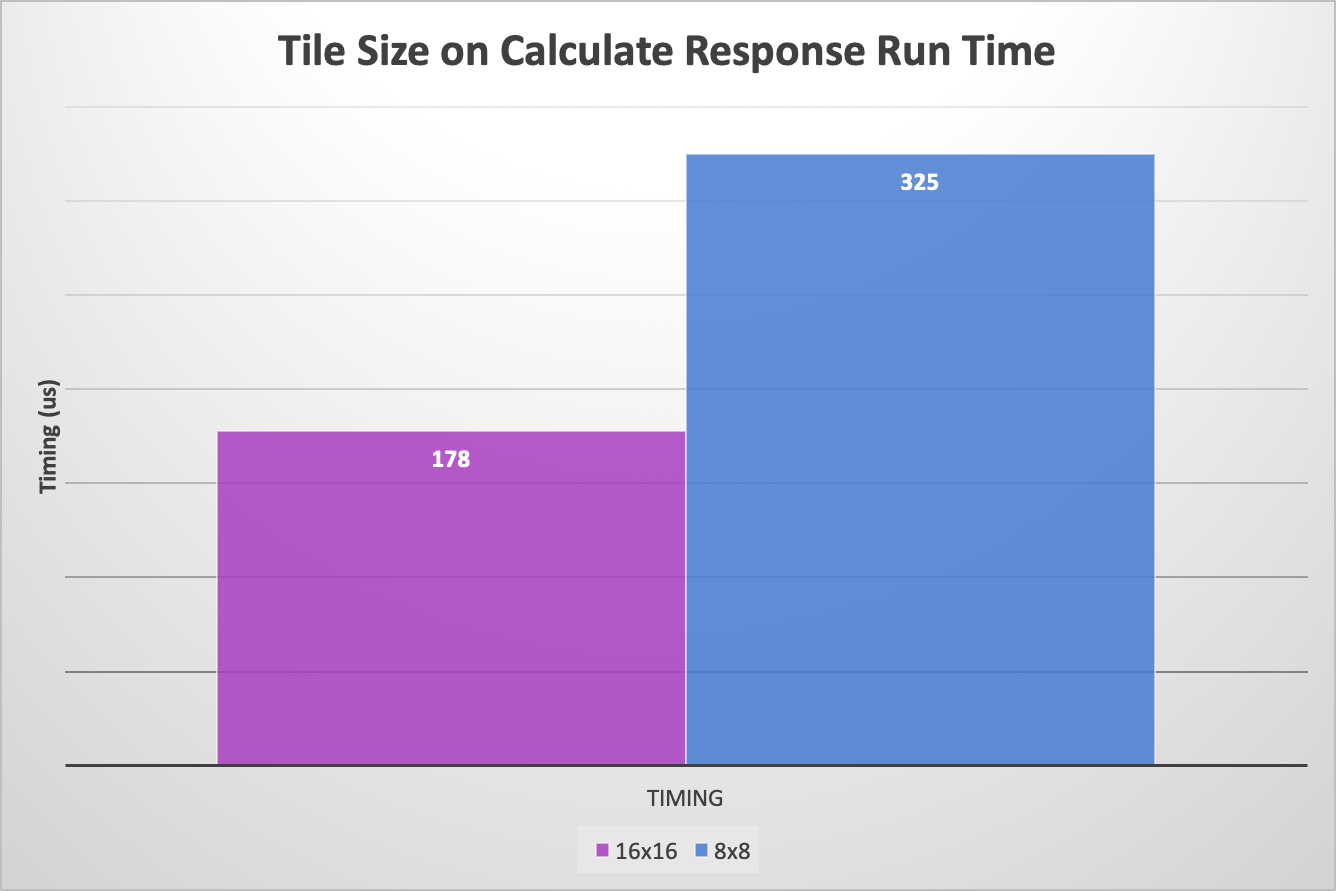 Tile Size on Calculate Response Run Time
Timing (us)
178
325
TIMING
16x16
8x8